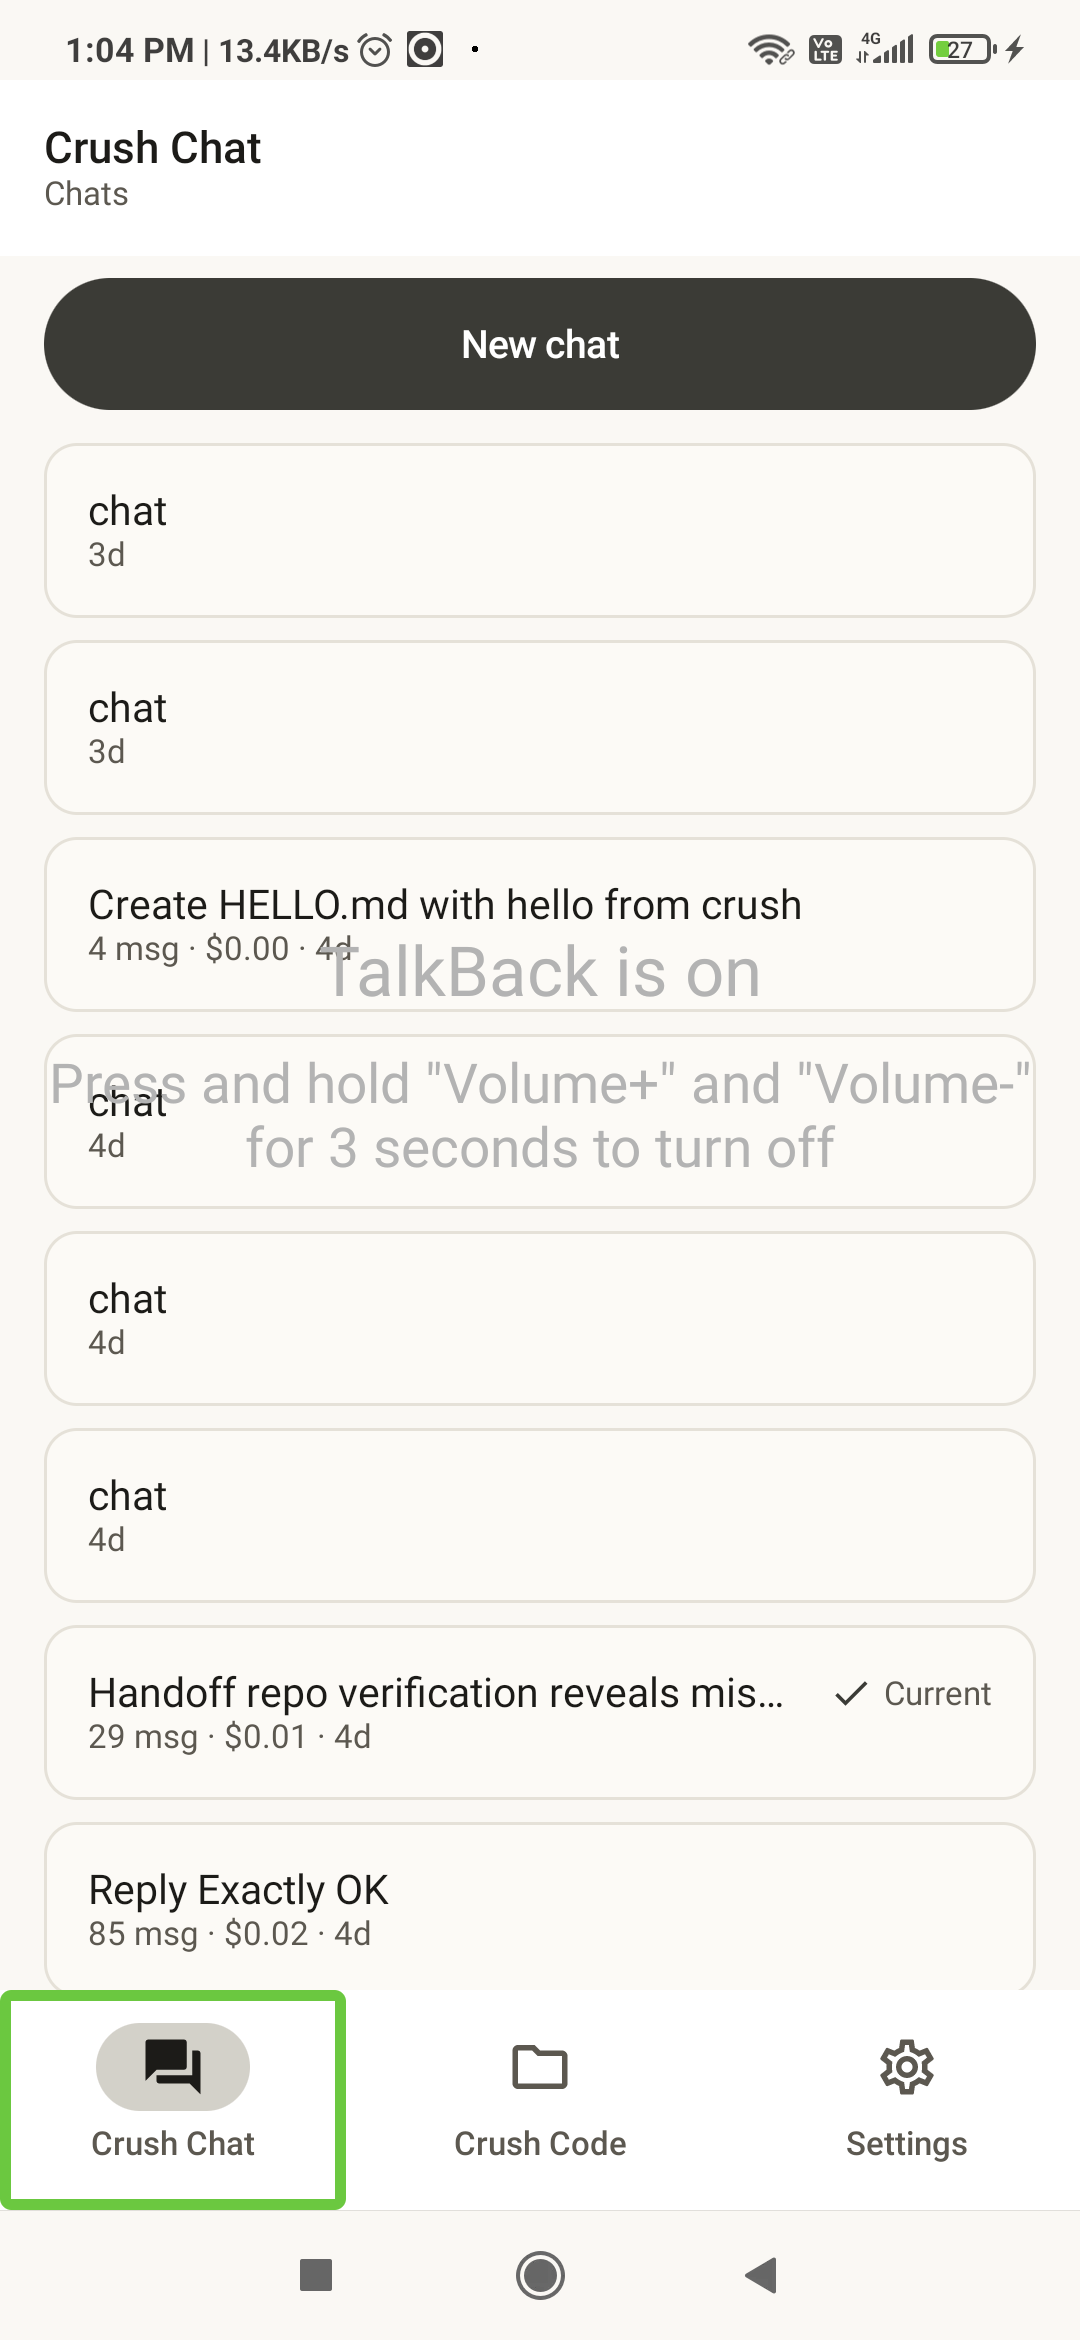 1:04 PM | 13.4KB/s
Vo LTE
4G
27
Crush Chat
Chats
New chat
chat
3d
chat
3d
Create HELLO.md with hello from crush
4 msg · $0.00 · 4d
TalkBack is on
Press and hold "Volume+" and "Volume-"
for 3 seconds to turn off
chat
4d
chat
4d
chat
4d
Handoff repo verification reveals mis...
Current
29 msg · $0.01 · 4d
Reply Exactly OK
85 msg · $0.02 · 4d
Crush Chat
Crush Code
Settings